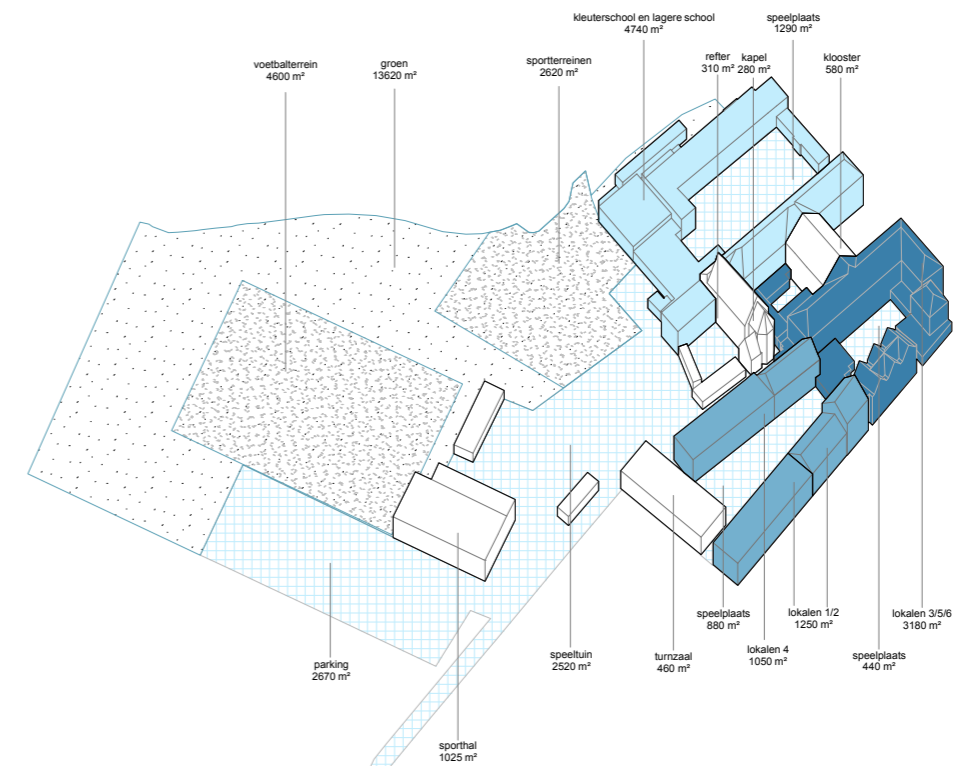 kleuterschool en lagere school
4740 m²
speelplaats
1290 m²
voetbalterrein
4600 m²
groen
13620 m²
sportterreinen
2620 m²
refter
310 m²
kapel
280 m²
klooster
580 m²
speelplaats
880 m²
lokalen 1/2
1250 m²
lokalen 3/5/6
3180 m²
parking
2670 m²
speeltuin
2520 m²
turnzaal
460 m²
lokalen 4
1050 m²
speelplaats
440 m²
sporthal
1025 m²